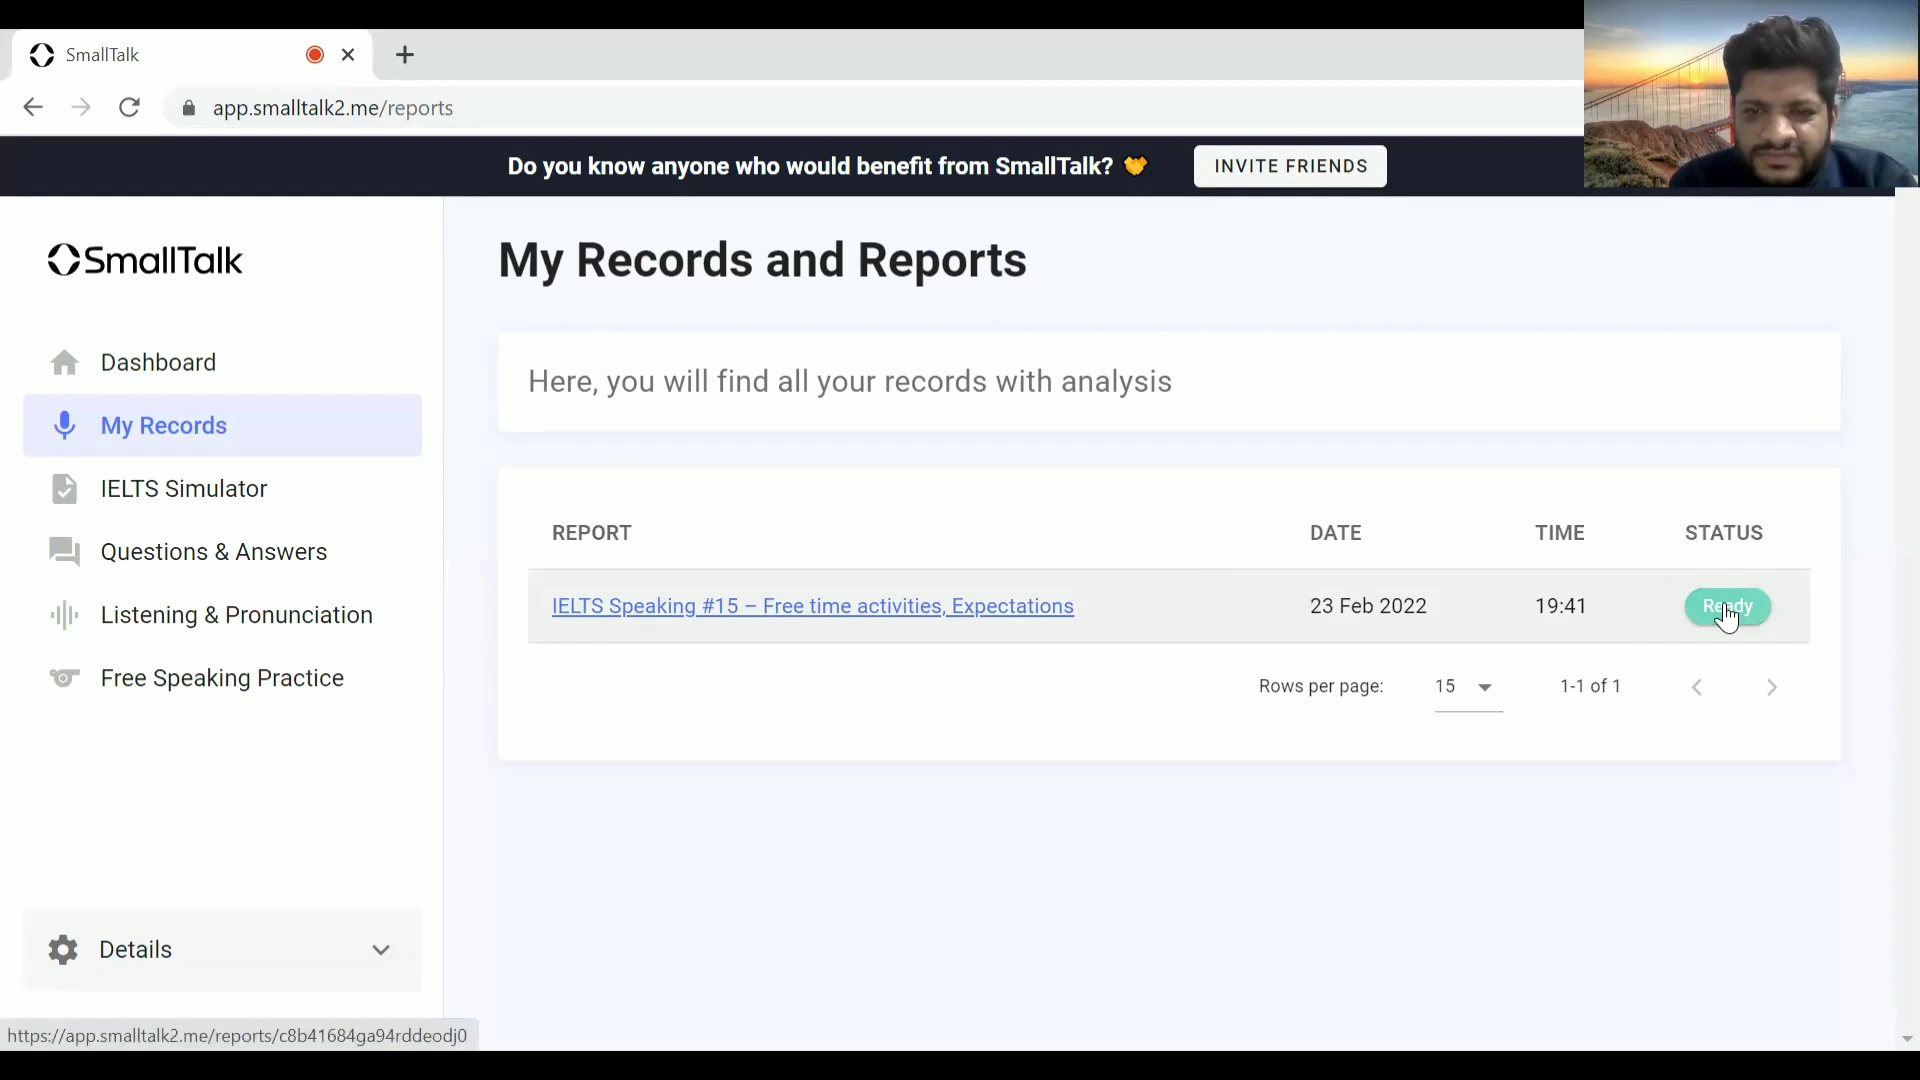 SmallTalk
app.smalltalk2.me/reports
Do you know anyone who would benefit from SmallTalk?
INVITE FRIENDS
SmallTalk
Dashboard
My Records
IELTS Simulator
Questions & Answers
Listening & Pronunciation
Free Speaking Practice
Details
My Records and Reports
Here, you will find all your records with analysis
REPORT DATE TIME STATUS
IELTS Speaking #15 – Free time activities, Expectations 23 Feb 2022 19:41 Ready
Rows per page: 15 1-1 of 1
https://app.smalltalk2.me/reports/c8b41684ga94rddeodj0